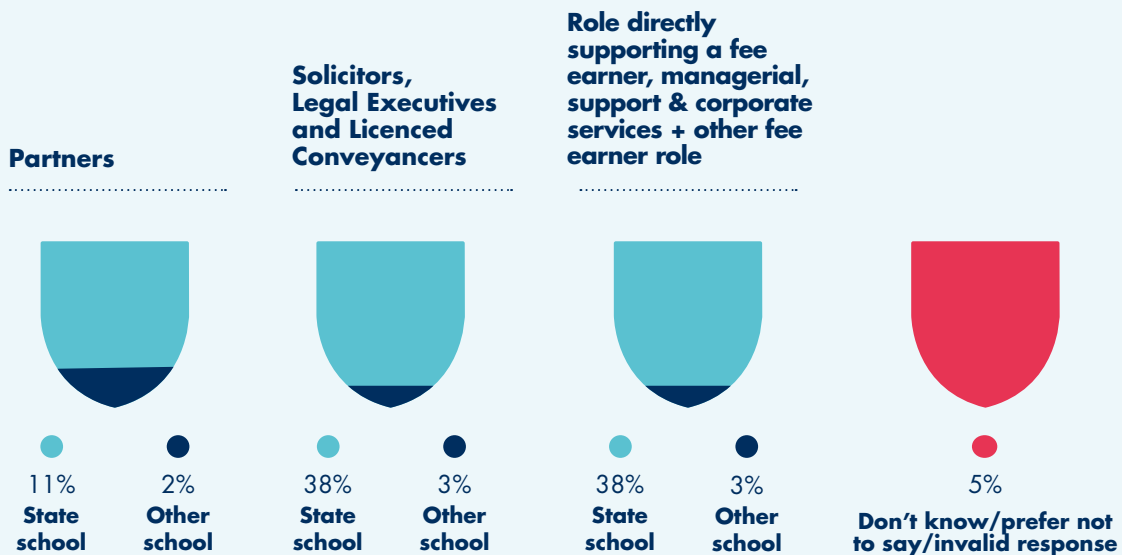 Partners
Solicitors,
Legal Executives
and Licenced
Conveyancers
Role directly
supporting a fee
earner, managerial,
support & corporate
services + other fee
earner role
11%
State
school
2%
Other
school
38%
State
school
3%
Other
school
38%
State
school
3%
Other
school
5%
Don't know/prefer not
to say/invalid response